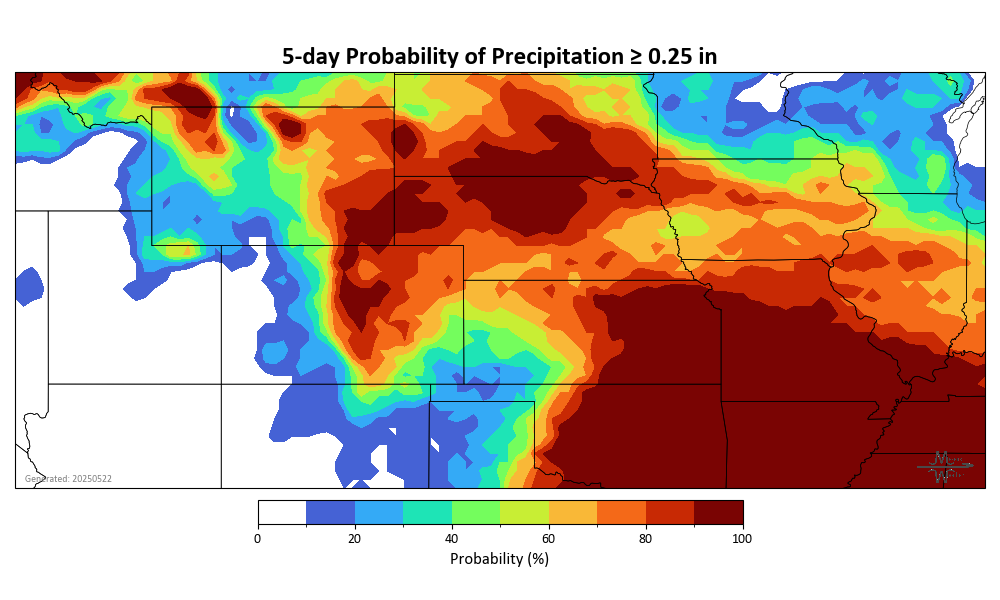 5-day Probability of Precipitation ≥ 0.25 in
Generated: 20250522
0 20 40 60 80 100
Probability (%)